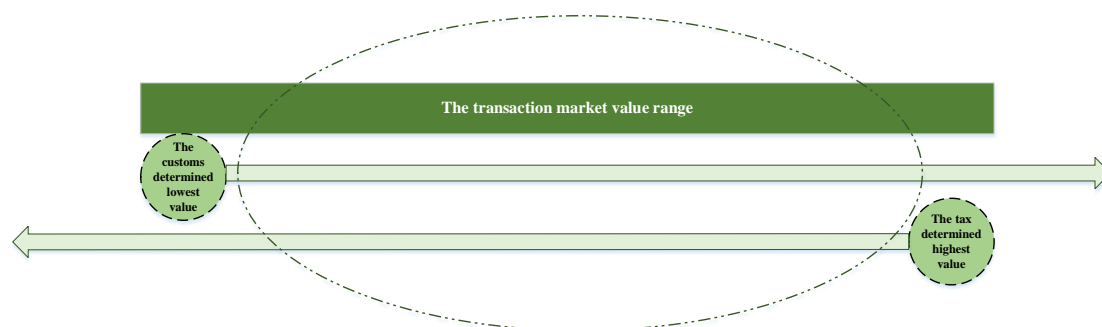 The transaction market value range
The
customs
determined
lowest
value
The tax
determined
highest
value